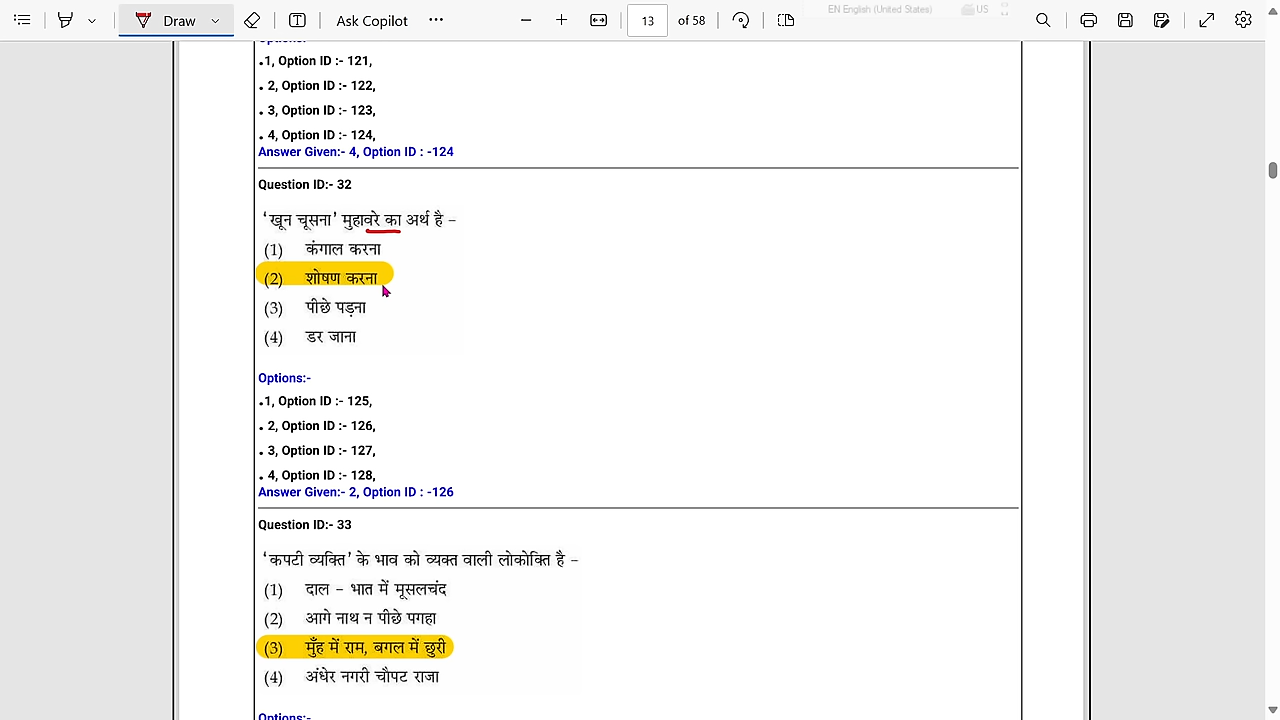 Draw
Ask Copilot
13 of 58
EN English (United States)
US
Options:-
.1, Option ID :- 121,
. 2, Option ID :- 122,
. 3, Option ID :- 123,
. 4, Option ID :- 124,
Answer Given:- 4, Option ID : -124
Question ID:- 32
‘खून चूसना’ मुहावरे का अर्थ है –
(1) कंगाल करना
(2) शोषण करना
(3) पीछे पड़ना
(4) डर जाना
Options:-
.1, Option ID :- 125,
. 2, Option ID :- 126,
. 3, Option ID :- 127,
. 4, Option ID :- 128,
Answer Given:- 2, Option ID : -126
Question ID:- 33
‘कपटी व्यक्ति’ के भाव को व्यक्त वाली लोकोक्ति है –
(1) दाल – भात में मूसलचंद
(2) आगे नाथ न पीछे पगहा
(3) मुँह में राम, बगल में छुरी
(4) अंधेर नगरी चौपट राजा
Options:-